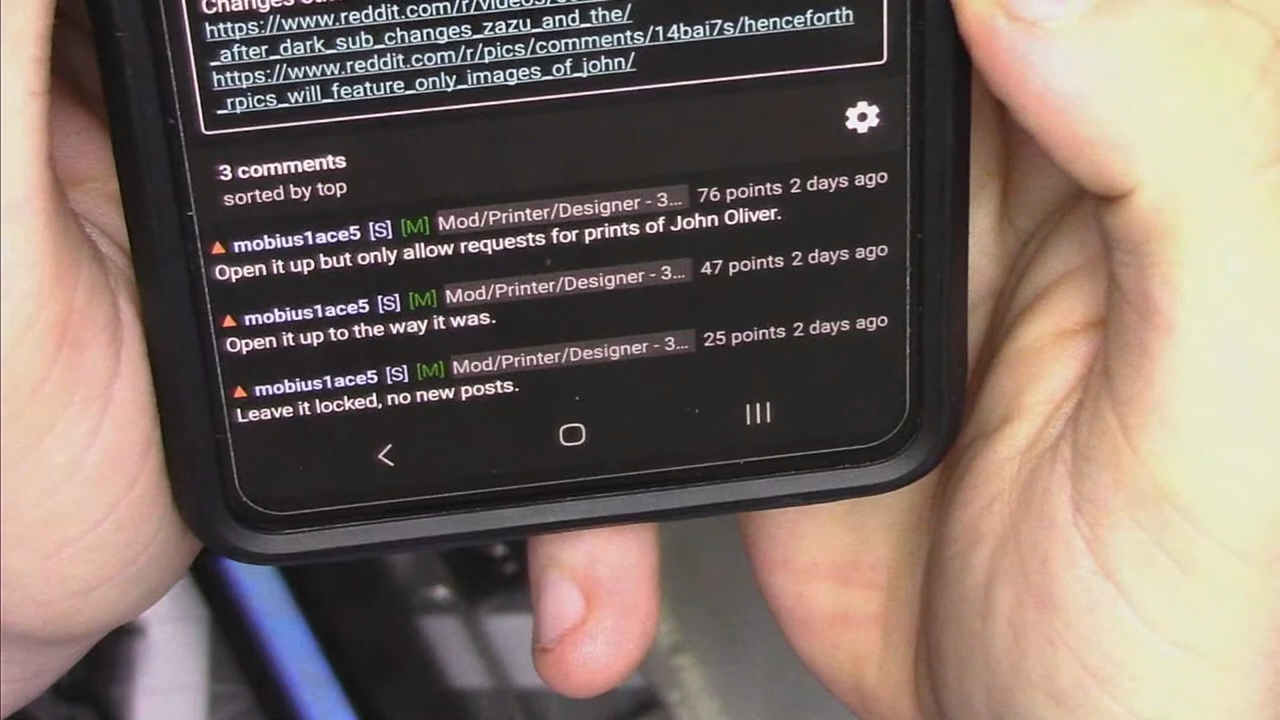 Changes
https://www.reddit.com/r/videos/
_after_dark_sub_changes_zazu_and_the/
https://www.reddit.com/r/pics/comments/14bai7s/henceforth
_rpics_will_feature_only_images_of_john/
3 comments
sorted by top
mobius1ace5 [S] [M] Mod/Printer/Designer - 3... 76 points 2 days ago
Open it up but only allow requests for prints of John Oliver.
mobius1ace5 [S] [M] Mod/Printer/Designer - 3... 47 points 2 days ago
Open it up to the way it was.
mobius1ace5 [S] [M] Mod/Printer/Designer - 3... 25 points 2 days ago
Leave it locked, no new posts.